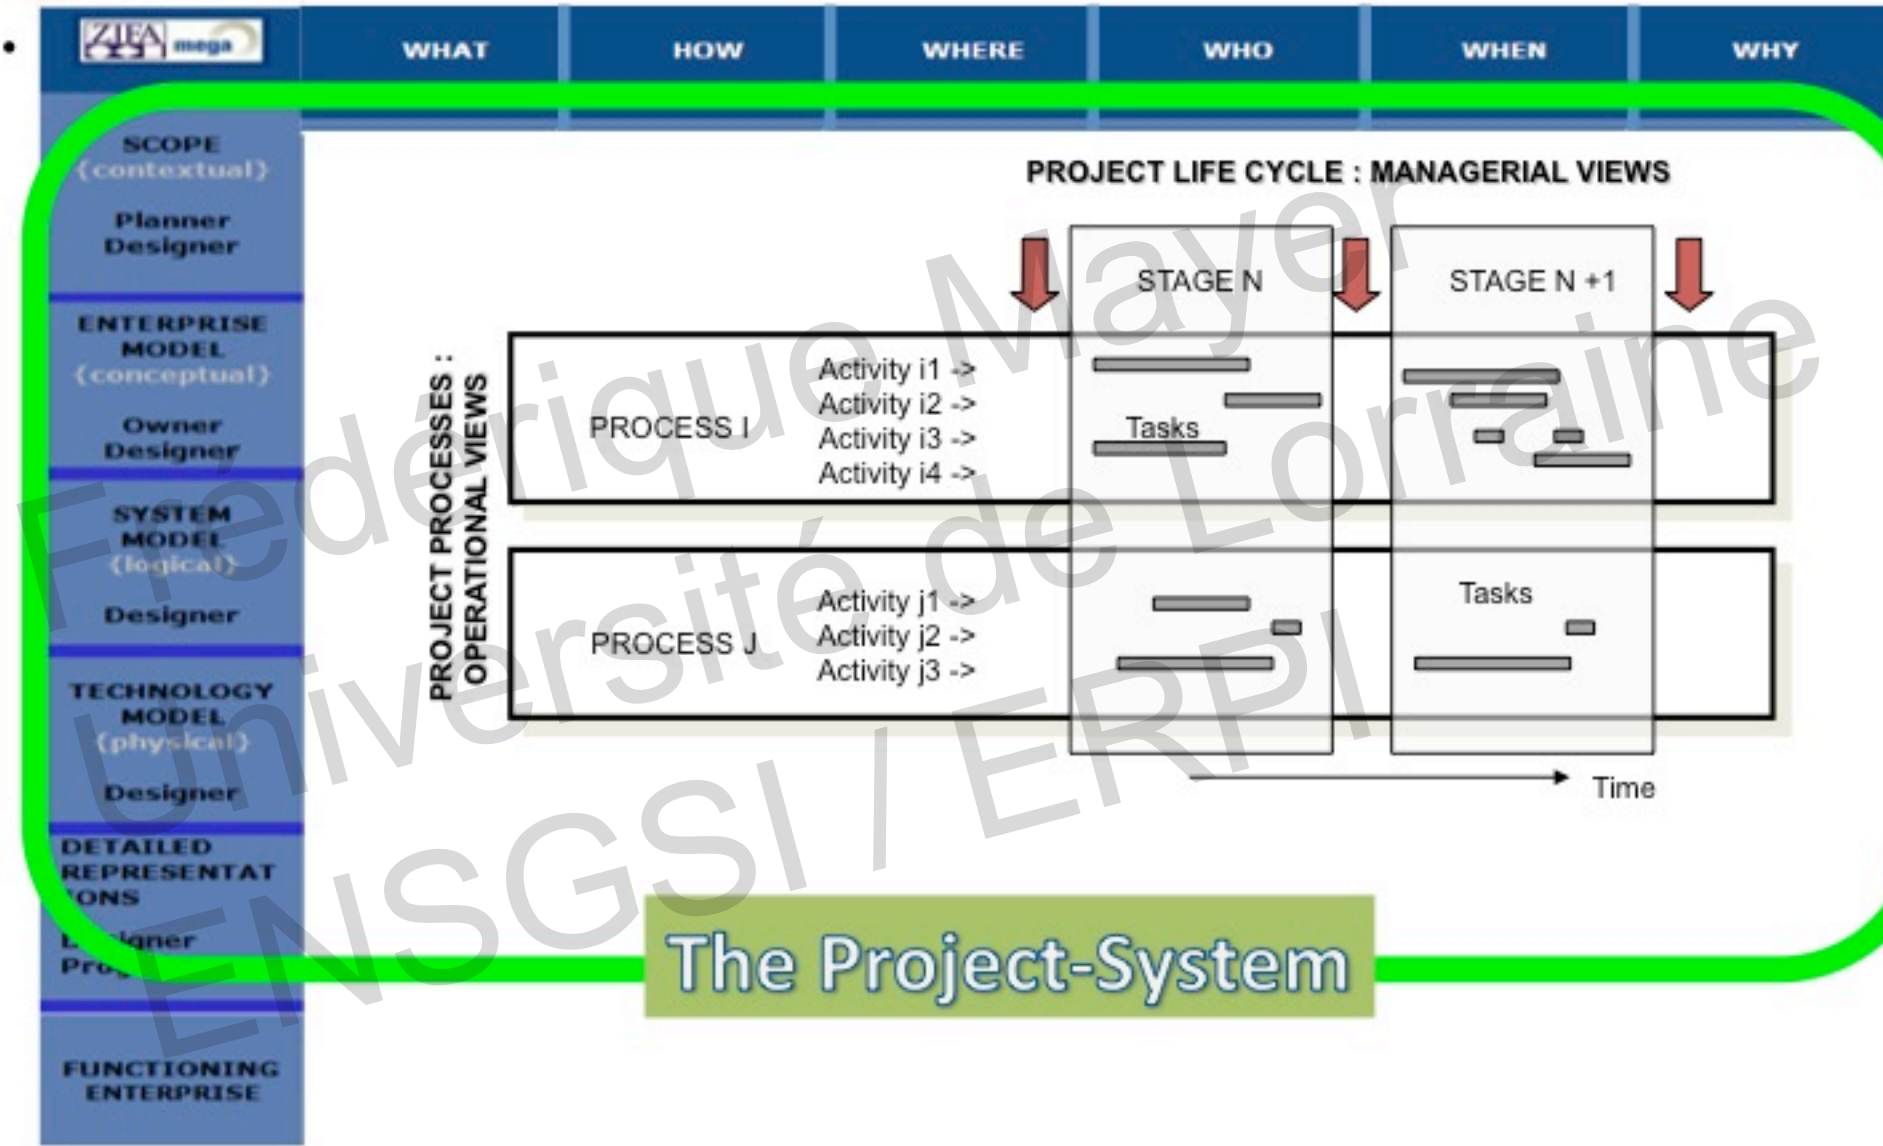 ZIFA mega
WHAT
HOW
WHERE
WHO
WHEN
WHY
SCOPE
{contextual}
Planner
Designer
ENTERPRISE
MODEL
{conceptual}
Owner
Designer
SYSTEM
MODEL
{logical}
Designer
TECHNOLOGY
MODEL
{physical}
Designer
DETAILED
REPRESENTAT
IONS
FUNCTIONING
ENTERPRISE
PROJECT LIFE CYCLE : MANAGERIAL VIEWS
STAGE N
STAGE N +1
PROJECT PROCESSES :
OPERATIONAL VIEWS
PROCESS I
Activity i1 ->
Activity i2 ->
Activity i3 ->
Activity i4 ->
Tasks
PROCESS J
Activity j1 ->
Activity j2 ->
Activity j3 ->
Tasks
Time
The Project-System
Frédérique Mayer
Université de Lorraine
ENSGSI / ERPI